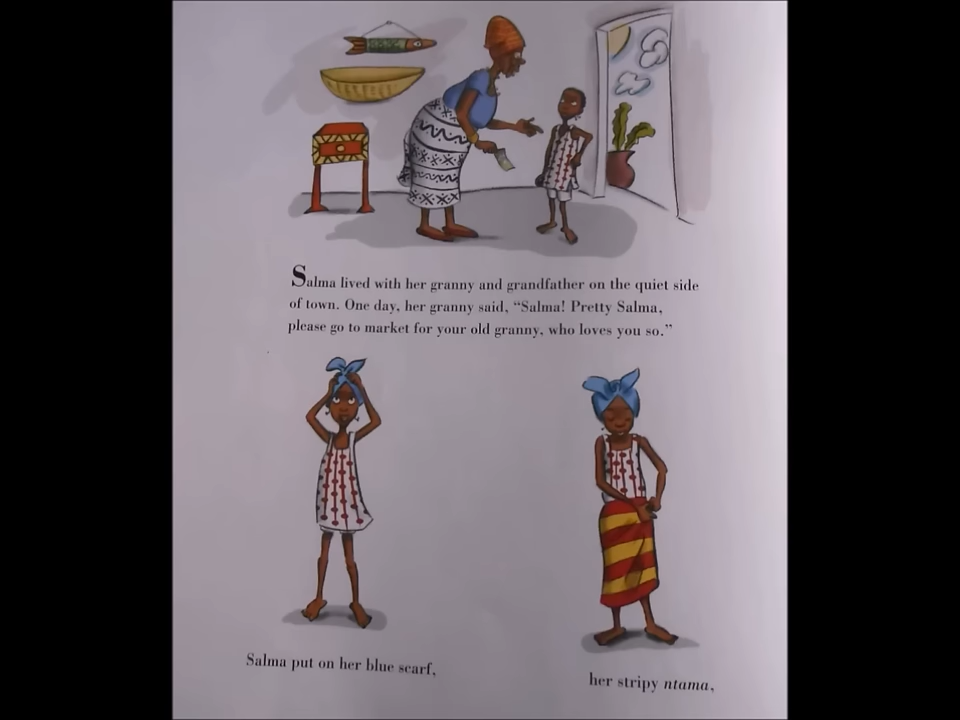 Salma lived with her granny and grandfather on the quiet side
of town. One day, her granny said, “Salma! Pretty Salma,
please go to market for your old granny, who loves you so.”
Salma put on her blue scarf,
her stripy ntama,